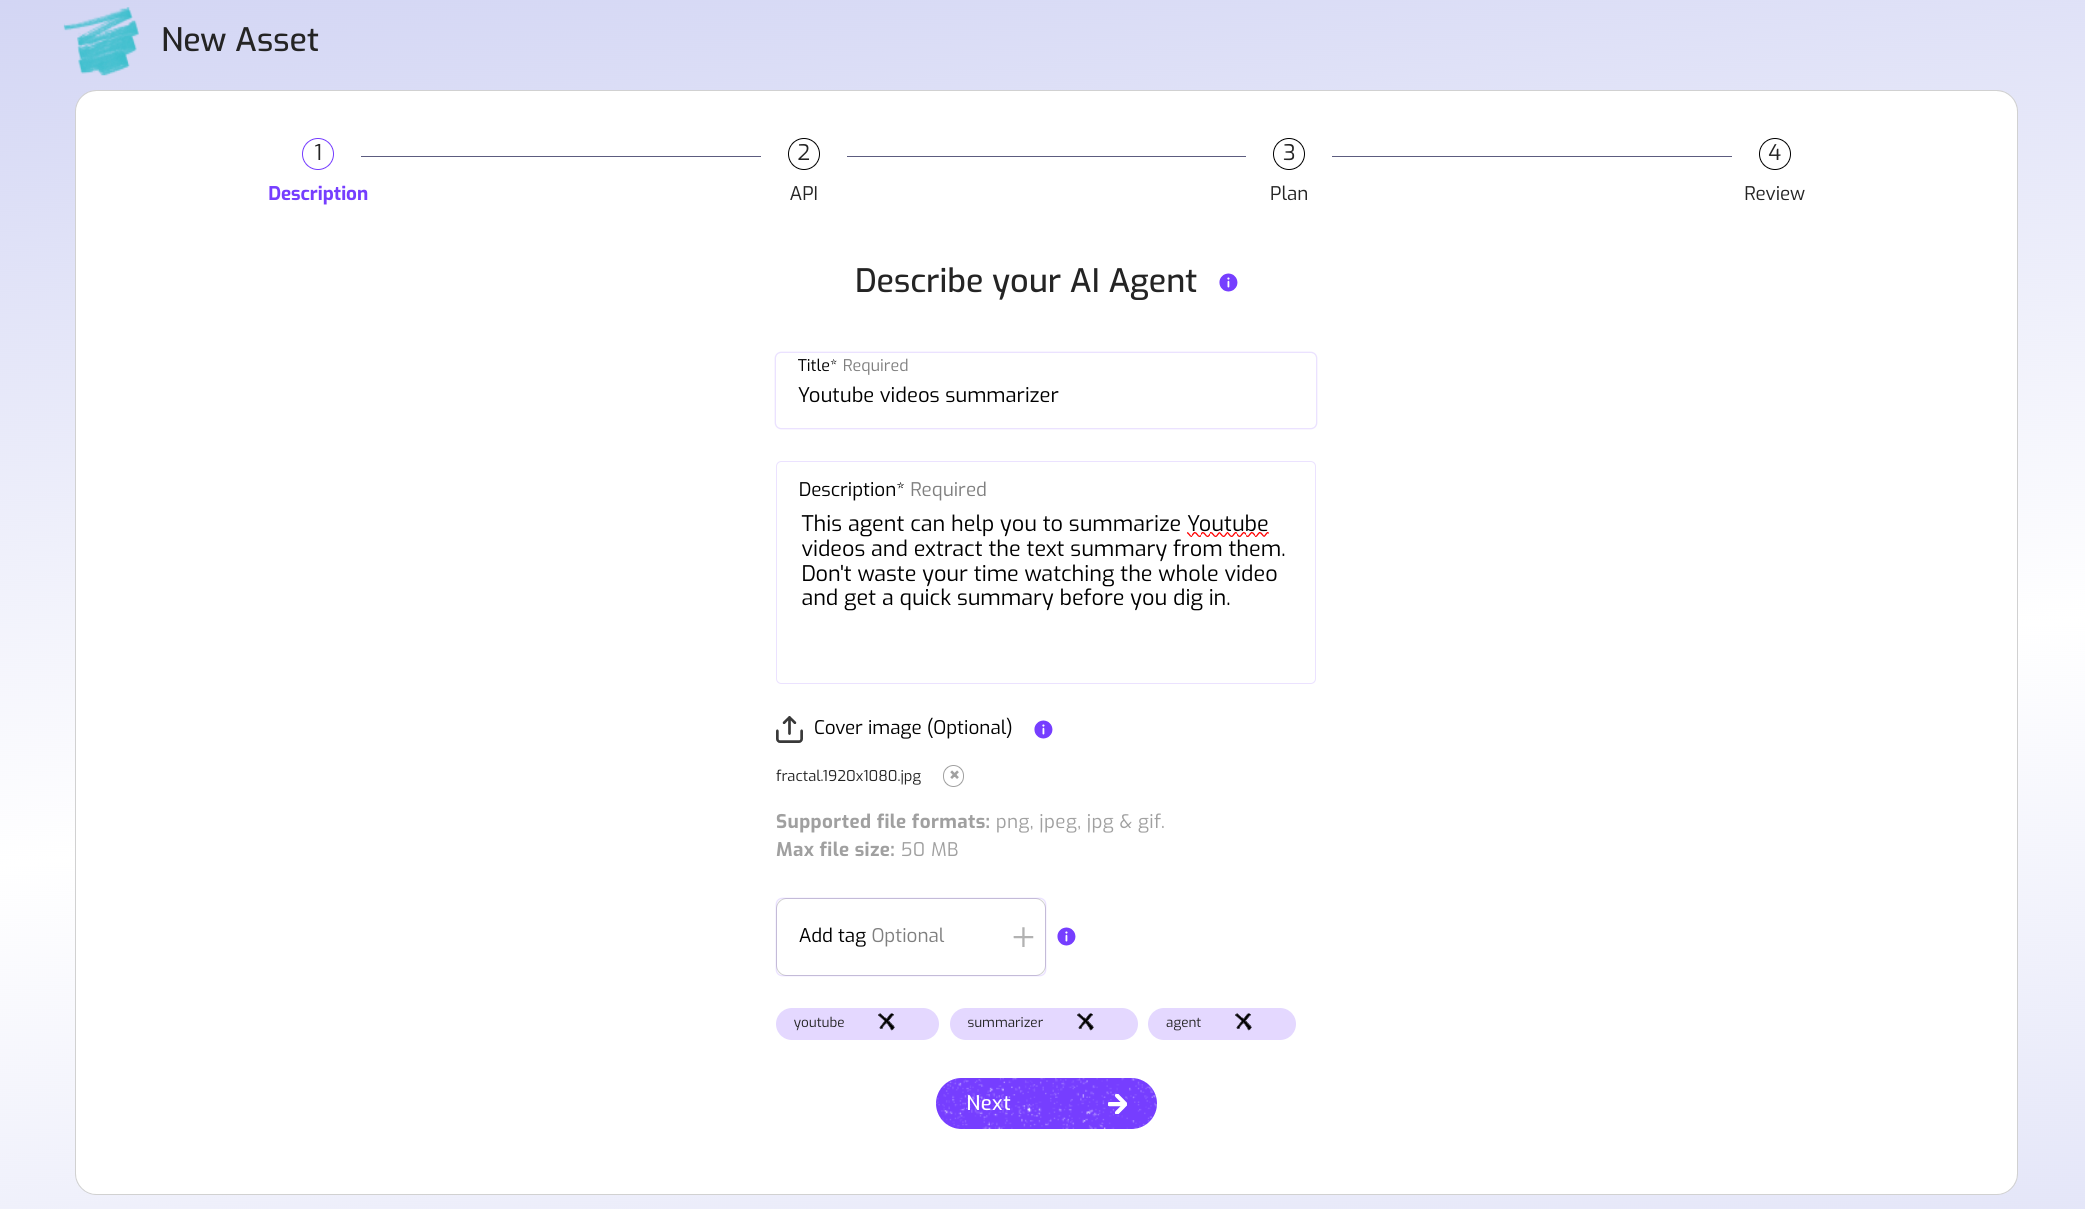 New Asset
1
2
3
4
Description
API
Plan
Review
Describe your AI Agent
Title* Required
Youtube videos summarizer
Description* Required
This agent can help you to summarize Youtube
videos and extract the text summary from them.
Don't waste your time watching the whole video
and get a quick summary before you dig in.
Cover image (Optional)
fractal.1920x1080.jpg
Supported file formats: png, jpeg, jpg & gif.
Max file size: 50 MB
Add tag Optional
youtube
summarizer
agent
Next